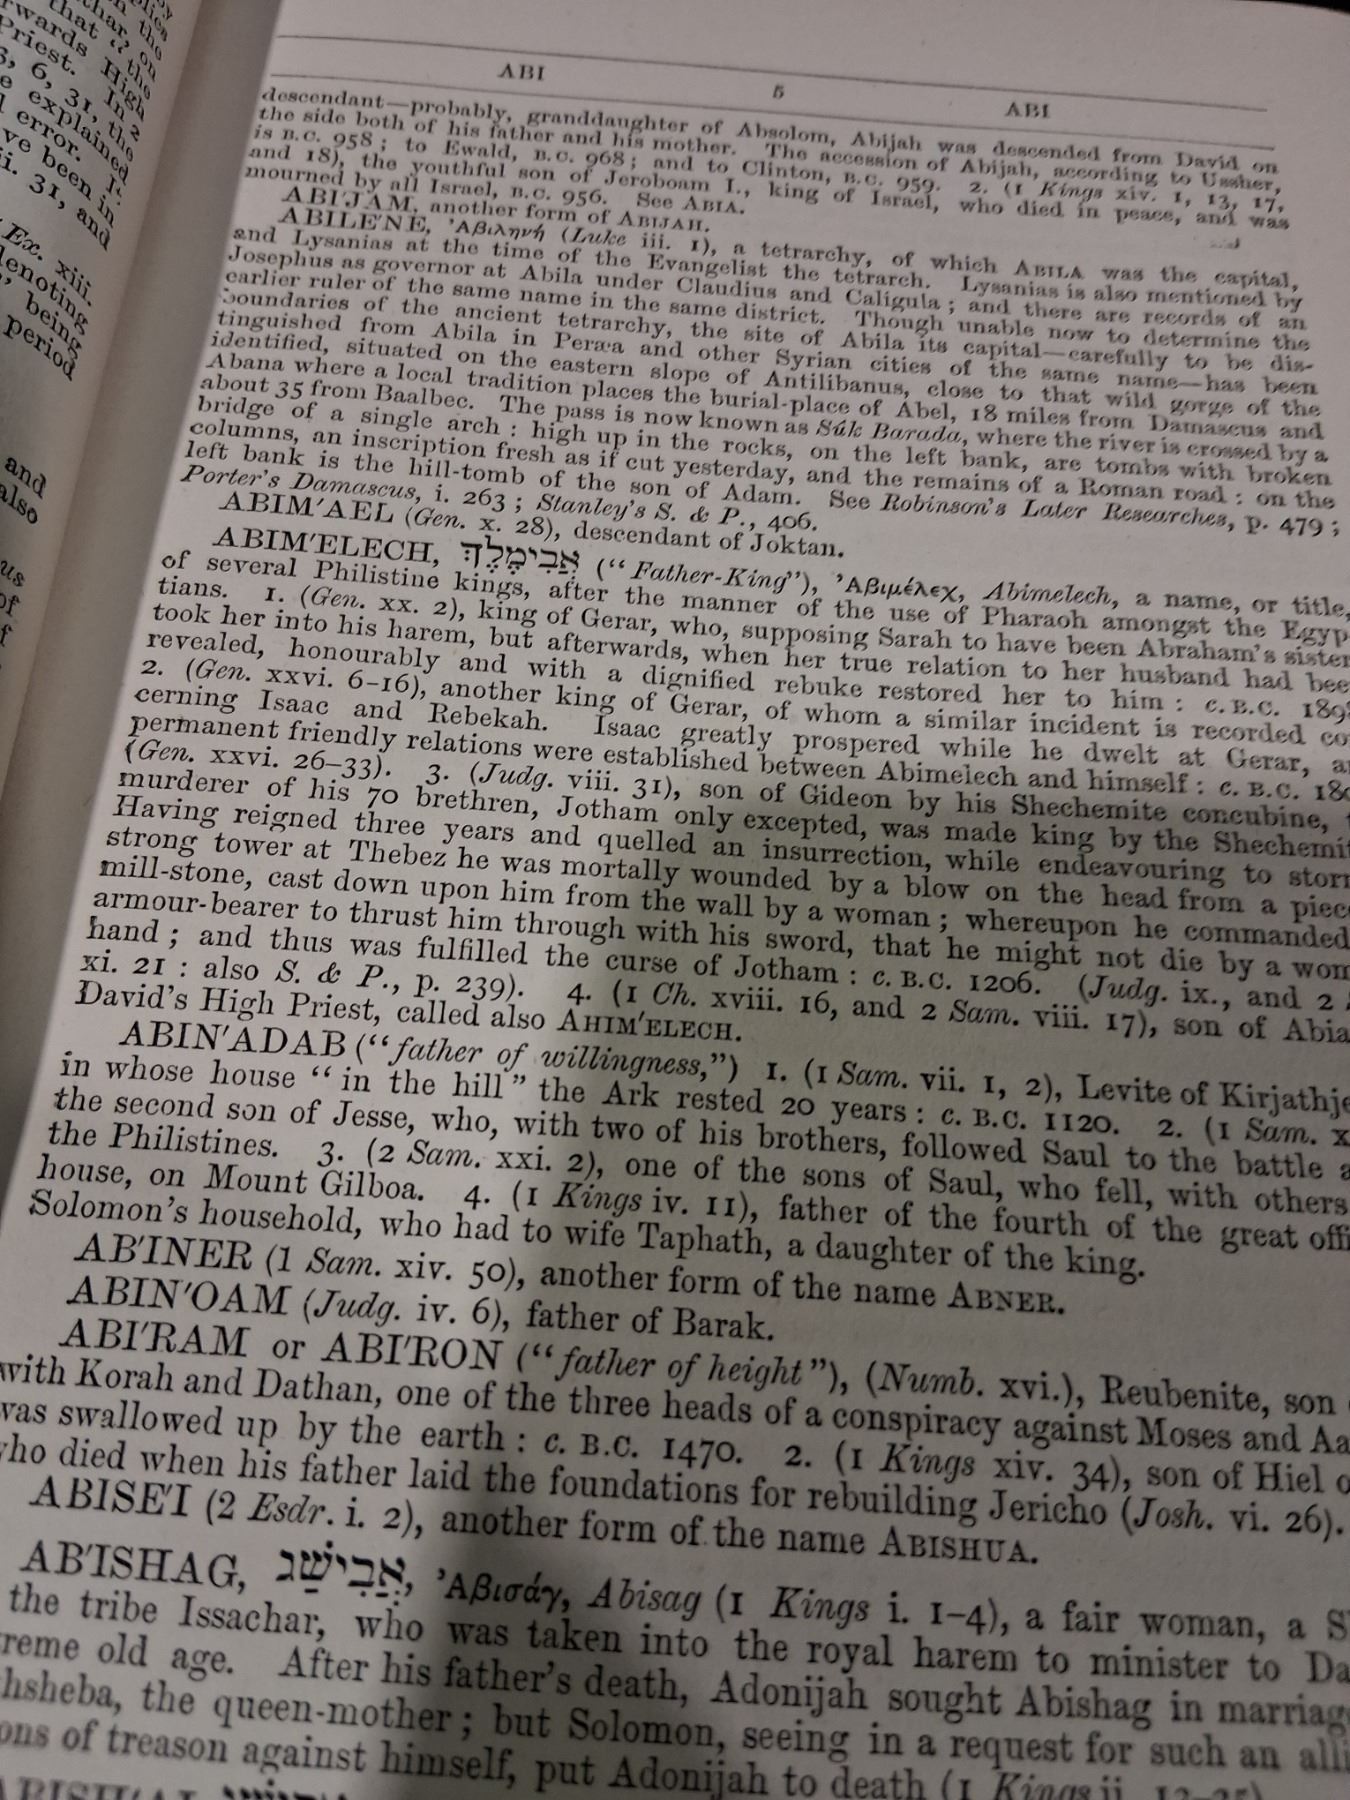 ABI 5 ABI
descendant—probably, granddaughter of Absolom, Abijah was descended from David on
the side both of his father and his mother. The accession of Abijah, according to Ussher,
is B.C. 958; to Ewald, B.C. 968; and to Clinton, B.C. 959. 2. (1 Kings xiv. 1, 13, 17,
and 18), the youthful son of Jeroboam I., king of Israel, who died in peace, and was
mourned by all Israel, B.C. 956. See ABIA.
ABI'JAM, another form of ABIJAH.
ABILE'NE, 'Αβιληνή (Luke iii. 1), a tetrarchy, of which ABILA was the capital,
and Lysanias at the time of the Evangelist the tetrarch. Lysanias is also mentioned by
Josephus as governor at Abila under Claudius and Caligula; and there are records of an
earlier ruler of the same name in the same district. Though unable now to determine the
boundaries of the ancient tetrarchy, the site of Abila its capital—carefully to be dis-
tinguished from Abila in Peræa and other Syrian cities of the same name—has been
identified, situated on the eastern slope of Antilibanus, close to that wild gorge of the
Abana where a local tradition places the burial-place of Abel, 18 miles from Damascus and
about 35 from Baalbec. The pass is now known as Sûk Barada, where the river is crossed by a
bridge of a single arch: high up in the rocks, on the left bank, are tombs with broken
columns, an inscription fresh as if cut yesterday, and the remains of a Roman road: on the
left bank is the hill-tomb of the son of Adam. See Robinson's Later Researches, p. 479;
Porter's Damascus, i. 263; Stanley's S. & P., 406.
ABIM'AEL (Gen. x. 28), descendant of Joktan.
ABIM'ELECH, אֲבִימֶלֶךְ ("Father-King"), 'Αβιμέλεχ, Abimelech, a name, or title,
of several Philistine kings, after the manner of the use of Pharaoh amongst the Egyp
tians. 1. (Gen. xx. 2), king of Gerar, who, supposing Sarah to have been Abraham's sister
took her into his harem, but afterwards, when her true relation to her husband had bee
revealed, honourably and with a dignified rebuke restored her to him: c. B.C. 189
2. (Gen. xxvi. 6–16), another king of Gerar, of whom a similar incident is recorded co
cerning Isaac and Rebekah. Isaac greatly prospered while he dwelt at Gerar, a
permanent friendly relations were established between Abimelech and himself: c. B.C. 18
(Gen. xxvi. 26–33). 3. (Judg. viii. 31), son of Gideon by his Shechemite concubine,
murderer of his 70 brethren, Jotham only excepted, was made king by the Shechemi
Having reigned three years and quelled an insurrection, while endeavouring to stor
strong tower at Thebez he was mortally wounded by a blow on the head from a piec
mill-stone, cast down upon him from the wall by a woman; whereupon he commanded
armour-bearer to thrust him through with his sword, that he might not die by a wom
hand; and thus was fulfilled the curse of Jotham: c. B.C. 1206. (Judg. ix., and 2
xi. 21: also S. & P., p. 239). 4. (1 Ch. xviii. 16, and 2 Sam. viii. 17), son of Abia
David's High Priest, called also AHIM'ELECH.
ABIN'ADAB ("father of willingness,") 1. (1 Sam. vii. 1, 2), Levite of Kirjathje
in whose house "in the hill" the Ark rested 20 years: c. B.C. 1120. 2. (1 Sam. x
the second son of Jesse, who, with two of his brothers, followed Saul to the battle a
the Philistines. 3. (2 Sam. xxi. 2), one of the sons of Saul, who fell, with others
house, on Mount Gilboa. 4. (1 Kings iv. 11), father of the fourth of the great offi
Solomon's household, who had to wife Taphath, a daughter of the king.
AB'INER (1 Sam. xiv. 50), another form of the name ABNER.
ABIN'OAM (Judg. iv. 6), father of Barak.
ABI'RAM or ABI'RON ("father of height"), (Numb. xvi.), Reubenite, son
with Korah and Dathan, one of the three heads of a conspiracy against Moses and Aa
was swallowed up by the earth: c. B.C. 1470. 2. (1 Kings xiv. 34), son of Hiel o
who died when his father laid the foundations for rebuilding Jericho (Josh. vi. 26).
ABISE'I (2 Esdr. i. 2), another form of the name ABISHUA.
AB'ISHAG, אֲבִישַׁג, 'Αβισάγ, Abisag (1 Kings i. 1–4), a fair woman, a S
the tribe Issachar, who was taken into the royal harem to minister to Da
reme old age. After his father's death, Adonijah sought Abishag in marriag
hsheba, the queen-mother; but Solomon, seeing in a request for such an alli
ons of treason against himself, put Adonijah to death (1 Kings ii.